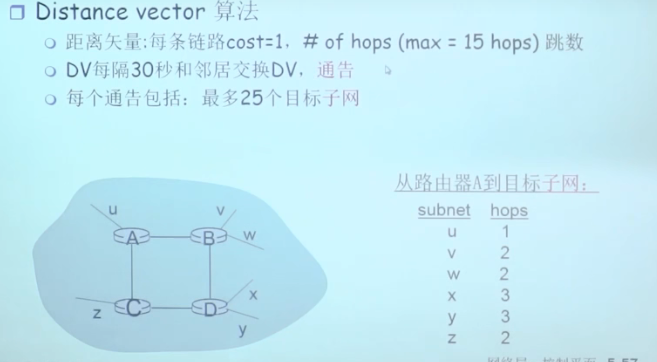 Distance vector 算法
距离矢量:每条链路cost=1, # of hops (max = 15 hops) 跳数
DV每隔30秒和邻居交换DV, 通告
每个通告包括: 最多25个目标子网
从路由器A到目标子网:
subnet hops
u 1
v 2
w 2
x 3
y 3
z 2
u
v
A
B
w
C
D
x
z
y